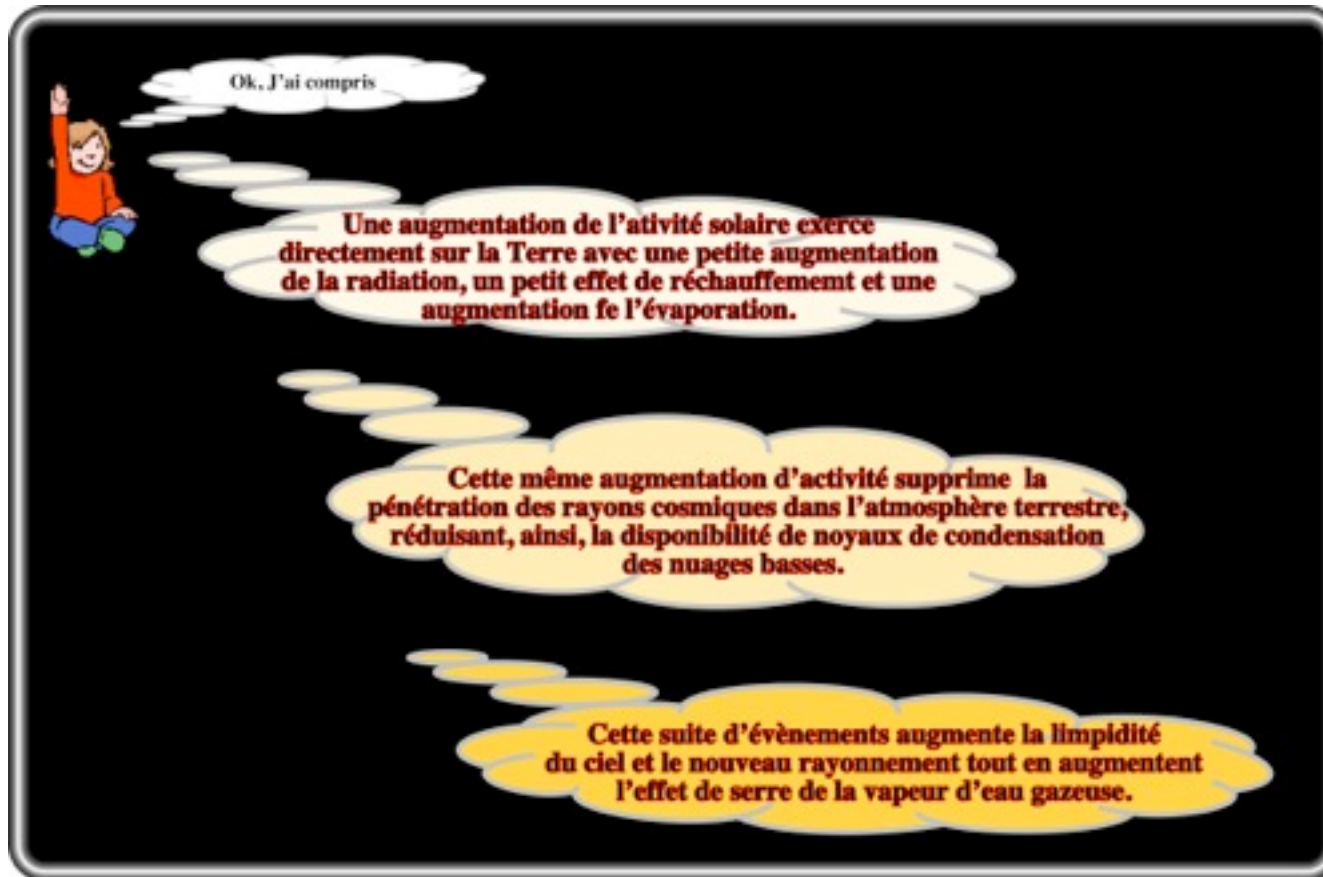 Ok, J'ai compris
Une augmentation de l'ativité solaire exerce
directement sur la Terre avec une petite augmentation
de la radiation, un petit effet de réchauffememt et une
augmentation fe l'évaporation.
Cette même augmentation d'activité supprime la
pénétration des rayons cosmiques dans l'atmosphère terrestre,
réduisant, ainsi, la disponibilité de noyaux de condensation
des nuages basses.
Cette suite d'évènements augmente la limpidité
du ciel et le nouveau rayonnement tout en augmentent
l'effet de serre de la vapeur d'eau gazeuse.